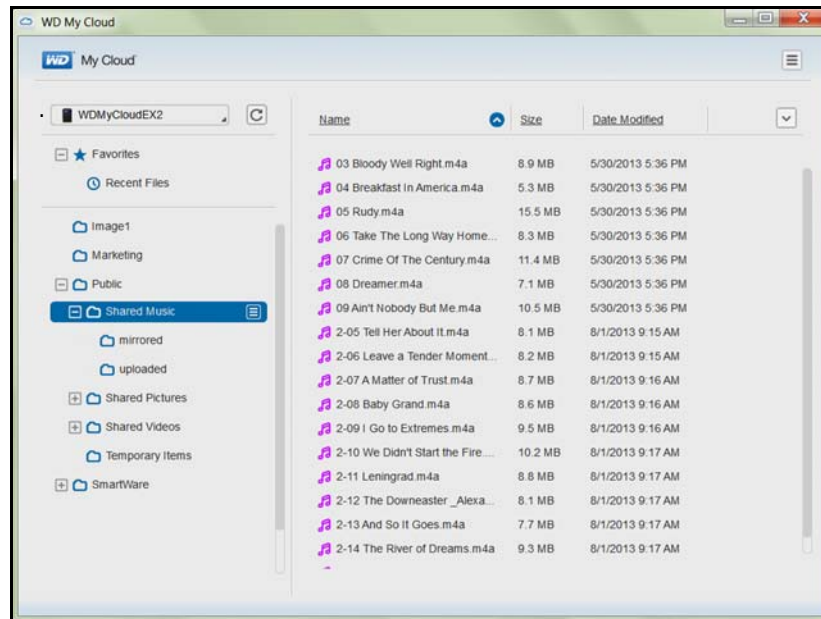 WD My Cloud
WD My Cloud
WDMyCloudEX2
Favorites
Recent Files
Image1
Marketing
Public
Shared Music
mirrored
uploaded
Shared Pictures
Shared Videos
Temporary Items
SmartWare
Name Size Date Modified
03 Bloody Well Right.m4a 8.9 MB 5/30/2013 5:36 PM
04 Breakfast In America.m4a 5.3 MB 5/30/2013 5:36 PM
05 Rudy.m4a 15.5 MB 5/30/2013 5:36 PM
06 Take The Long Way Home... 8.3 MB 5/30/2013 5:36 PM
07 Crime Of The Century.m4a 11.4 MB 5/30/2013 5:36 PM
08 Dreamer.m4a 7.1 MB 5/30/2013 5:36 PM
09 Ain't Nobody But Me.m4a 10.5 MB 5/30/2013 5:36 PM
2-05 Tell Her About It.m4a 8.1 MB 8/1/2013 9:15 AM
2-06 Leave a Tender Moment... 8.2 MB 8/1/2013 9:15 AM
2-07 A Matter of Trust.m4a 8.7 MB 8/1/2013 9:16 AM
2-08 Baby Grand.m4a 8.6 MB 8/1/2013 9:16 AM
2-09 I Go to Extremes.m4a 9.5 MB 8/1/2013 9:16 AM
2-10 We Didn't Start the Fire.... 10.2 MB 8/1/2013 9:17 AM
2-11 Leningrad.m4a 8.8 MB 8/1/2013 9:17 AM
2-12 The Downeaster _Alexa... 8.1 MB 8/1/2013 9:17 AM
2-13 And So It Goes.m4a 7.7 MB 8/1/2013 9:17 AM
2-14 The River of Dreams.m4a 9.3 MB 8/1/2013 9:17 AM